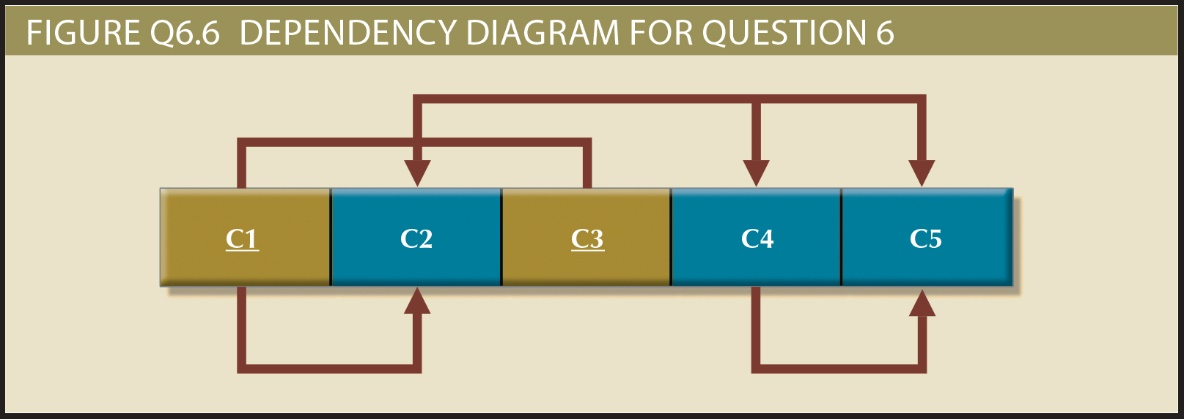 FIGURE Q6.6 DEPENDENCY DIAGRAM FOR QUESTION 6
C1 C2 C3 C4 C5